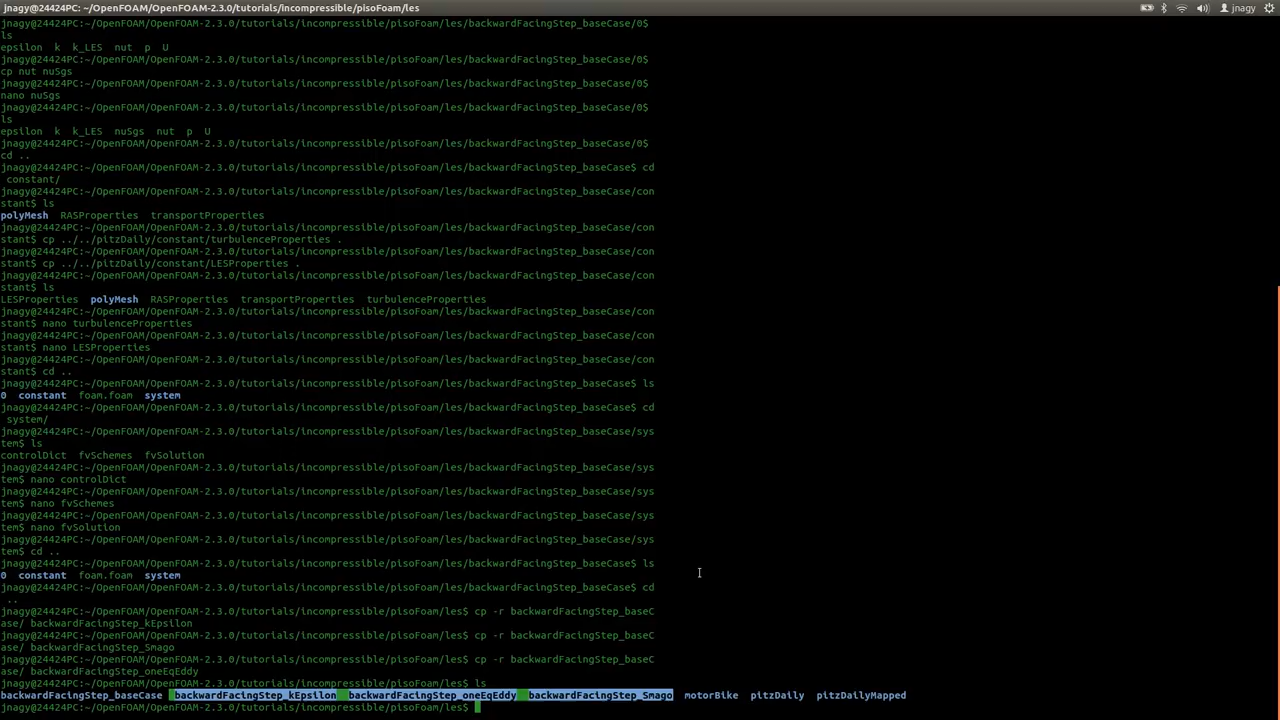 jnagy@24424PC: ~/OpenFOAM/OpenFOAM-2.3.0/tutorials/incompressible/pisoFoam/les
jnagy
jnagy@24424PC:~/OpenFOAM/OpenFOAM-2.3.0/tutorials/incompressible/pisoFoam/les/backwardFacingStep_baseCase/0$
ls
epsilon k k_LES nut p U
jnagy@24424PC:~/OpenFOAM/OpenFOAM-2.3.0/tutorials/incompressible/pisoFoam/les/backwardFacingStep_baseCase/0$
cp nut nuSgs
jnagy@24424PC:~/OpenFOAM/OpenFOAM-2.3.0/tutorials/incompressible/pisoFoam/les/backwardFacingStep_baseCase/0$
nano nuSgs
jnagy@24424PC:~/OpenFOAM/OpenFOAM-2.3.0/tutorials/incompressible/pisoFoam/les/backwardFacingStep_baseCase/0$
ls
epsilon k k_LES nuSgs nut p U
jnagy@24424PC:~/OpenFOAM/OpenFOAM-2.3.0/tutorials/incompressible/pisoFoam/les/backwardFacingStep_baseCase/0$
cd ..
jnagy@24424PC:~/OpenFOAM/OpenFOAM-2.3.0/tutorials/incompressible/pisoFoam/les/backwardFacingStep_baseCase$ cd
constant/
jnagy@24424PC:~/OpenFOAM/OpenFOAM-2.3.0/tutorials/incompressible/pisoFoam/les/backwardFacingStep_baseCase/con
stant$ ls
polyMesh RASProperties transportProperties
jnagy@24424PC:~/OpenFOAM/OpenFOAM-2.3.0/tutorials/incompressible/pisoFoam/les/backwardFacingStep_baseCase/con
stant$ cp ../../pitzDaily/constant/turbulenceProperties .
jnagy@24424PC:~/OpenFOAM/OpenFOAM-2.3.0/tutorials/incompressible/pisoFoam/les/backwardFacingStep_baseCase/con
stant$ cp ../../pitzDaily/constant/LESProperties .
jnagy@24424PC:~/OpenFOAM/OpenFOAM-2.3.0/tutorials/incompressible/pisoFoam/les/backwardFacingStep_baseCase/con
stant$ ls
LESProperties polyMesh RASProperties transportProperties turbulenceProperties
jnagy@24424PC:~/OpenFOAM/OpenFOAM-2.3.0/tutorials/incompressible/pisoFoam/les/backwardFacingStep_baseCase/con
stant$ nano turbulenceProperties
jnagy@24424PC:~/OpenFOAM/OpenFOAM-2.3.0/tutorials/incompressible/pisoFoam/les/backwardFacingStep_baseCase/con
stant$ nano LESProperties
jnagy@24424PC:~/OpenFOAM/OpenFOAM-2.3.0/tutorials/incompressible/pisoFoam/les/backwardFacingStep_baseCase/con
stant$ cd ..
jnagy@24424PC:~/OpenFOAM/OpenFOAM-2.3.0/tutorials/incompressible/pisoFoam/les/backwardFacingStep_baseCase$ ls
0 constant foam.foam system
jnagy@24424PC:~/OpenFOAM/OpenFOAM-2.3.0/tutorials/incompressible/pisoFoam/les/backwardFacingStep_baseCase$ cd
system/
jnagy@24424PC:~/OpenFOAM/OpenFOAM-2.3.0/tutorials/incompressible/pisoFoam/les/backwardFacingStep_baseCase/sys
tem$ ls
controlDict fvSchemes fvSolution
jnagy@24424PC:~/OpenFOAM/OpenFOAM-2.3.0/tutorials/incompressible/pisoFoam/les/backwardFacingStep_baseCase/sys
tem$ nano controlDict
jnagy@24424PC:~/OpenFOAM/OpenFOAM-2.3.0/tutorials/incompressible/pisoFoam/les/backwardFacingStep_baseCase/sys
tem$ nano fvSchemes
jnagy@24424PC:~/OpenFOAM/OpenFOAM-2.3.0/tutorials/incompressible/pisoFoam/les/backwardFacingStep_baseCase/sys
tem$ nano fvSolution
jnagy@24424PC:~/OpenFOAM/OpenFOAM-2.3.0/tutorials/incompressible/pisoFoam/les/backwardFacingStep_baseCase/sys
tem$ cd ..
jnagy@24424PC:~/OpenFOAM/OpenFOAM-2.3.0/tutorials/incompressible/pisoFoam/les/backwardFacingStep_baseCase$ ls
0 constant foam.foam system
jnagy@24424PC:~/OpenFOAM/OpenFOAM-2.3.0/tutorials/incompressible/pisoFoam/les/backwardFacingStep_baseCase$ cd
..
jnagy@24424PC:~/OpenFOAM/OpenFOAM-2.3.0/tutorials/incompressible/pisoFoam/les$ cp -r backwardFacingStep_baseC
ase/ backwardFacingStep_kEpsilon
jnagy@24424PC:~/OpenFOAM/OpenFOAM-2.3.0/tutorials/incompressible/pisoFoam/les$ cp -r backwardFacingStep_baseC
ase/ backwardFacingStep_Smago
jnagy@24424PC:~/OpenFOAM/OpenFOAM-2.3.0/tutorials/incompressible/pisoFoam/les$ cp -r backwardFacingStep_baseC
ase/ backwardFacingStep_oneEqEddy
jnagy@24424PC:~/OpenFOAM/OpenFOAM-2.3.0/tutorials/incompressible/pisoFoam/les$ ls
backwardFacingStep_baseCase backwardFacingStep_kEpsilon backwardFacingStep_oneEqEddy backwardFacingStep_Smago motorBike pitzDaily pitzDailyMapped
jnagy@24424PC:~/OpenFOAM/OpenFOAM-2.3.0/tutorials/incompressible/pisoFoam/les$